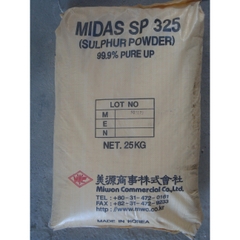 MIDAS SP 325
(SULPHUR POWDER)
99.9% PURE UP
LOT NO
M
E
N
NET. 25KG
美源商事株式會社
Miwon Commercial Co., Ltd.
MADE IN KOREA